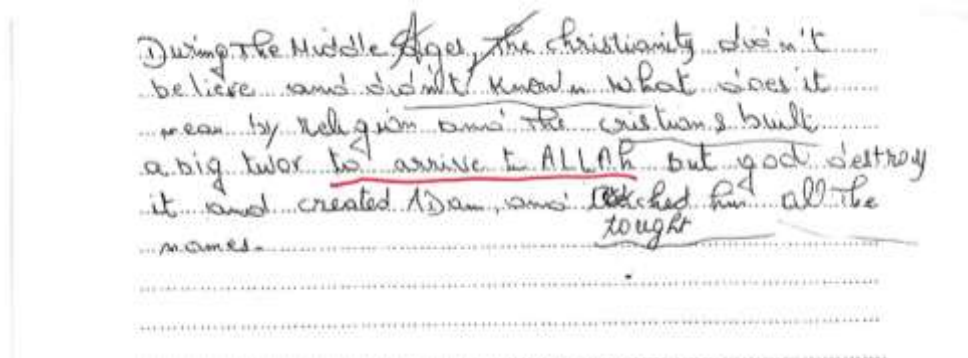 During The Middle Ages, the christianity didn't
believe and didn't known what does it
mean by religion and the cristians built
a big twor to arrive to ALLAh but god destroy
it and created ADam, and him all the
tought
names.